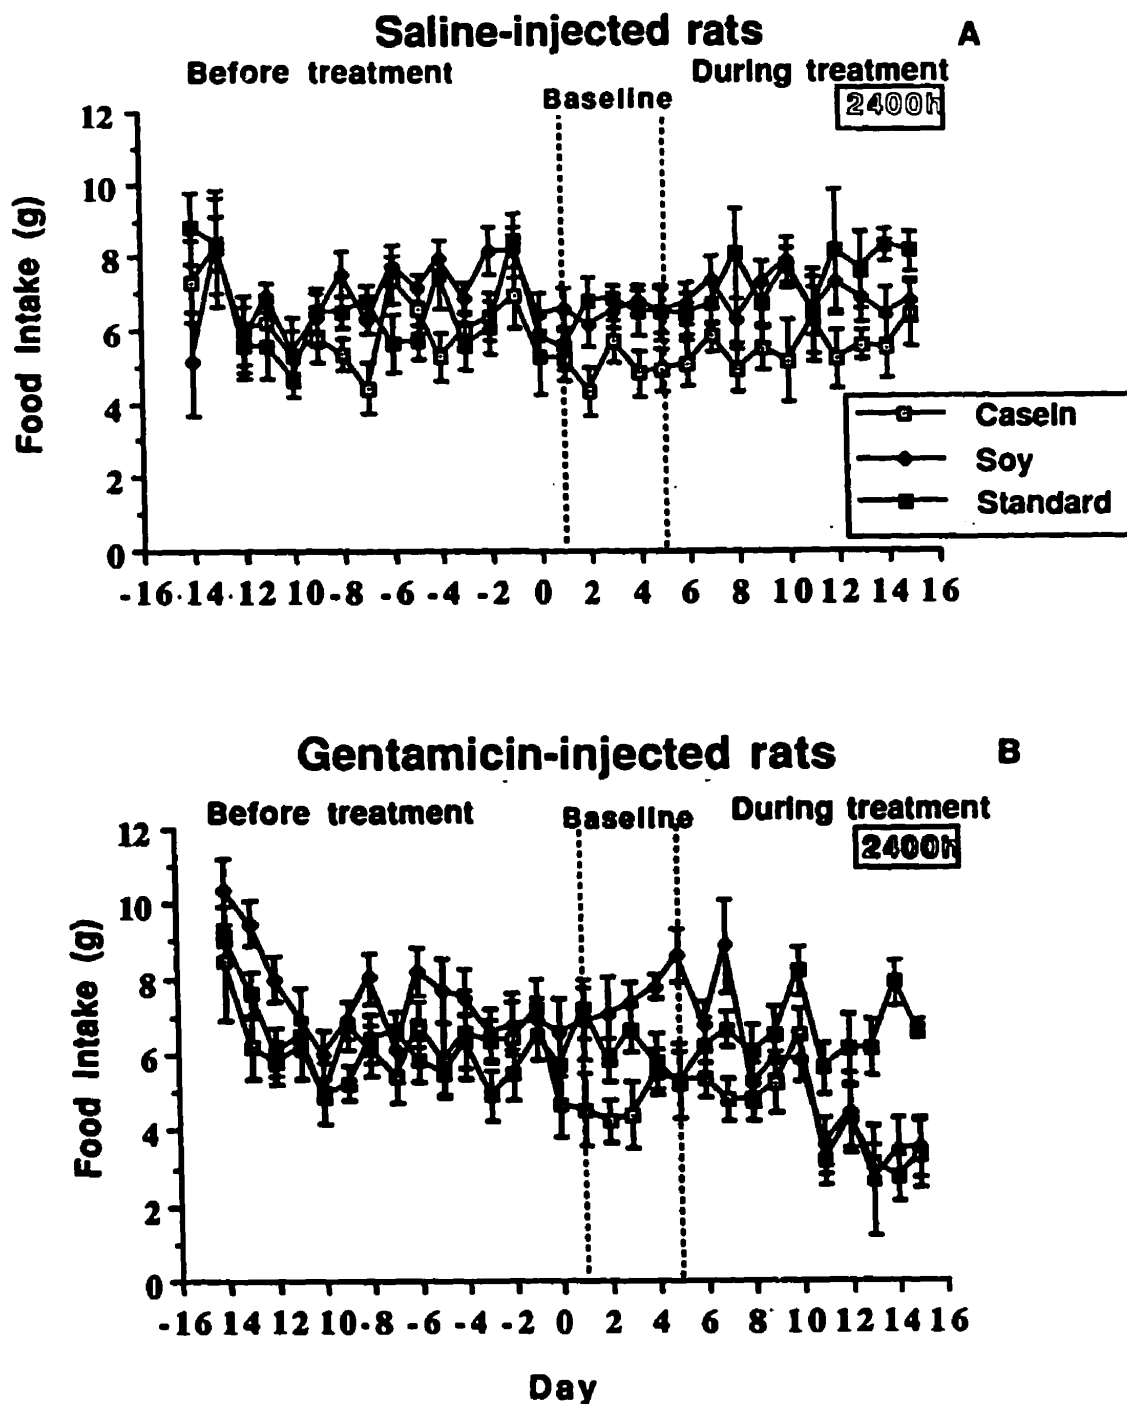 Saline-injected rats
A
Before treatment
During treatment
Baseline
2400h
12
10
8
6
4
2
0
Food Intake (g)
Casein
Soy
Standard
-16 -14 -12 10 -8 -6 -4 -2 0 2 4 6 8 10 12 14 16
Gentamicin-injected rats
B
Before treatment
Baseline
During treatment
2400h
12
10
8
6
4
2
0
Food Intake (g)
-16 14 12 10 -8 -6 -4 -2 0 2 4 6 8 10 12 14 16
Day